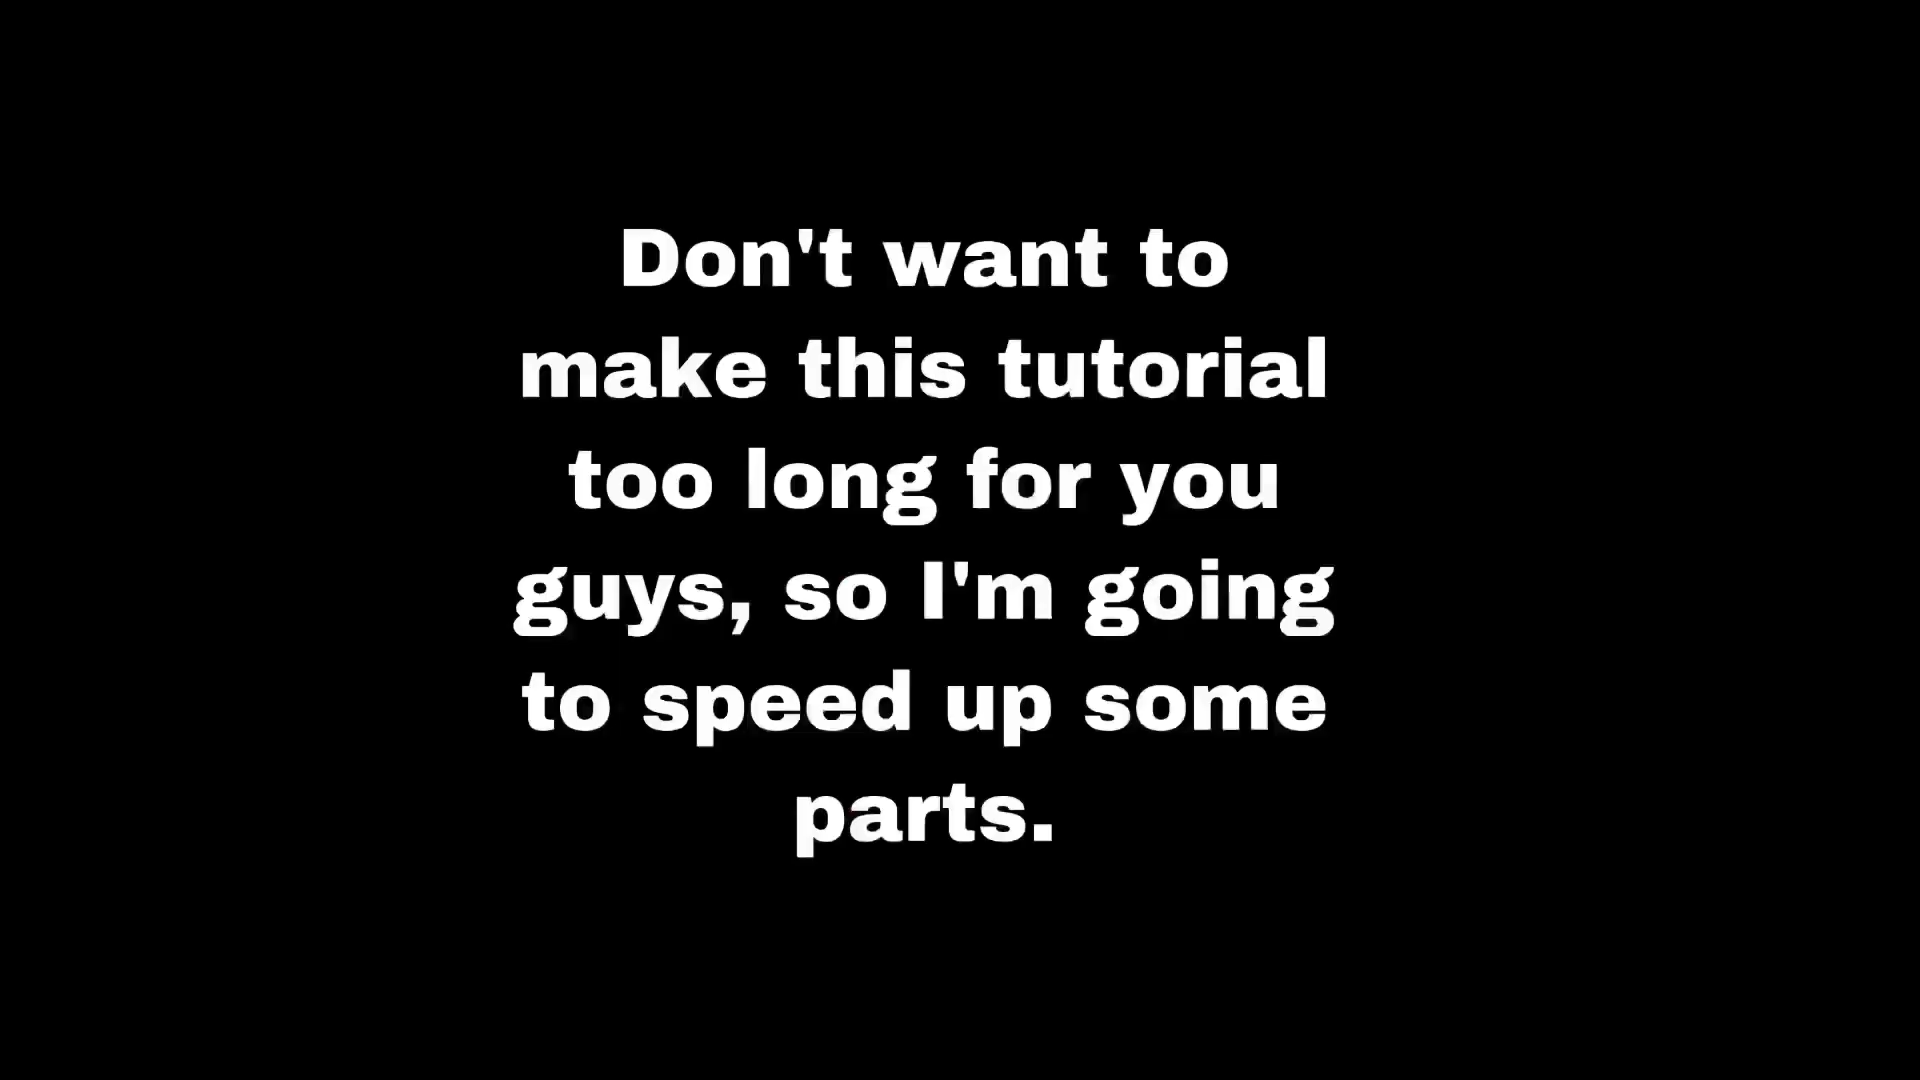 Don't want to
make this tutorial
too long for you
guys, so I'm going
to speed up some
parts.